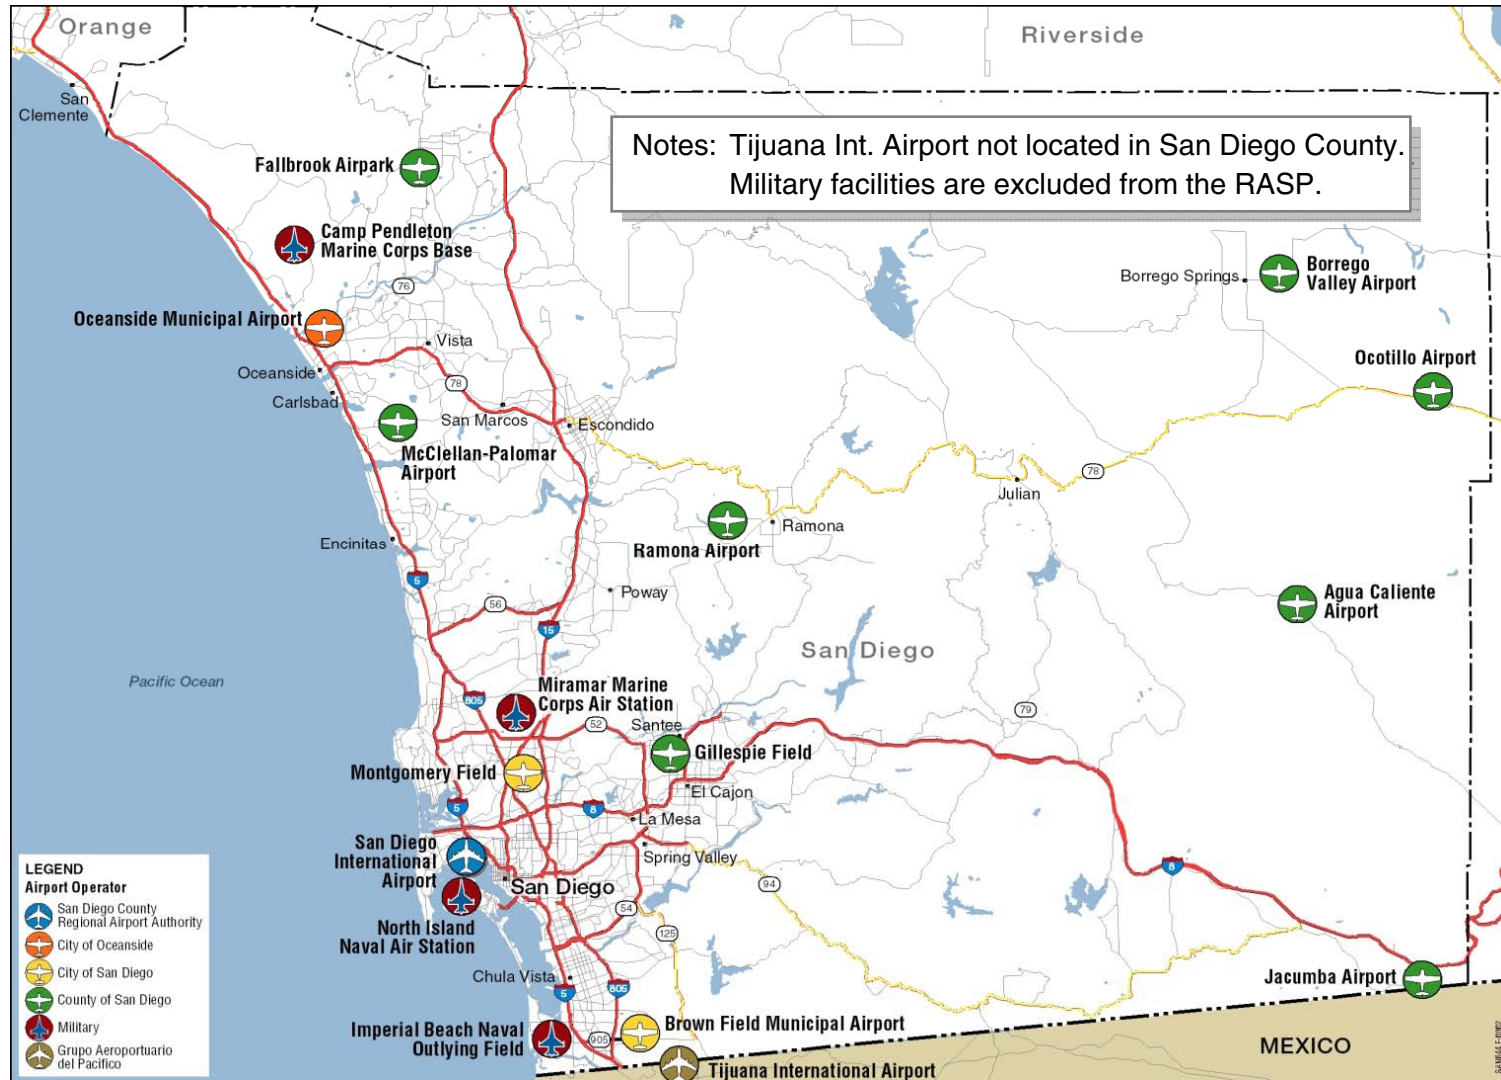 Orange
Riverside
San
Clemente
Notes: Tijuana Int. Airport not located in San Diego County.
Military facilities are excluded from the RASP.
Fallbrook Airpark
Camp Pendleton
Marine Corps Base
Borrego Springs
Borrego
Valley Airport
76
Oceanside Municipal Airport
Vista
Ocotillo Airport
Oceanside
78
Carlsbad
San Marcos
Escondido
McClellan-Palomar
Airport
78
Julian
Ramona
Encinitas
Ramona Airport
5
Poway
Agua Caliente
Airport
56
15
San Diego
Pacific Ocean
Miramar Marine
Corps Air Station
805
79
52
Santee
Gillespie Field
Montgomery Field
El Cajon
5
8
La Mesa
San Diego
International
Airport
Spring Valley
8
San Diego
94
North Island
Naval Air Station
54
125
Chula Vista
5
805
Jacumba Airport
Imperial Beach Naval
Outlying Field
905
Brown Field Municipal Airport
Tijuana International Airport
MEXICO
LEGEND
Airport Operator
San Diego County
Regional Airport Authority
City of Oceanside
City of San Diego
County of San Diego
Military
Grupo Aeroportuario
del Pacifico